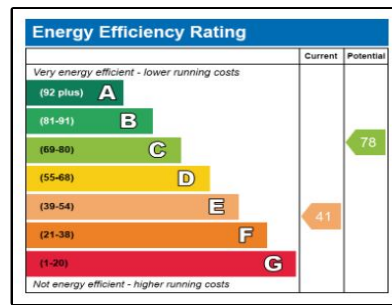 Energy Efficiency Rating
Current Potential
Very energy efficient - lower running costs
(92 plus) A
(81-91) B
(69-80) C
78
(55-68) D
(39-54) E
41
(21-38) F
(1-20) G
Not energy efficient - higher running costs